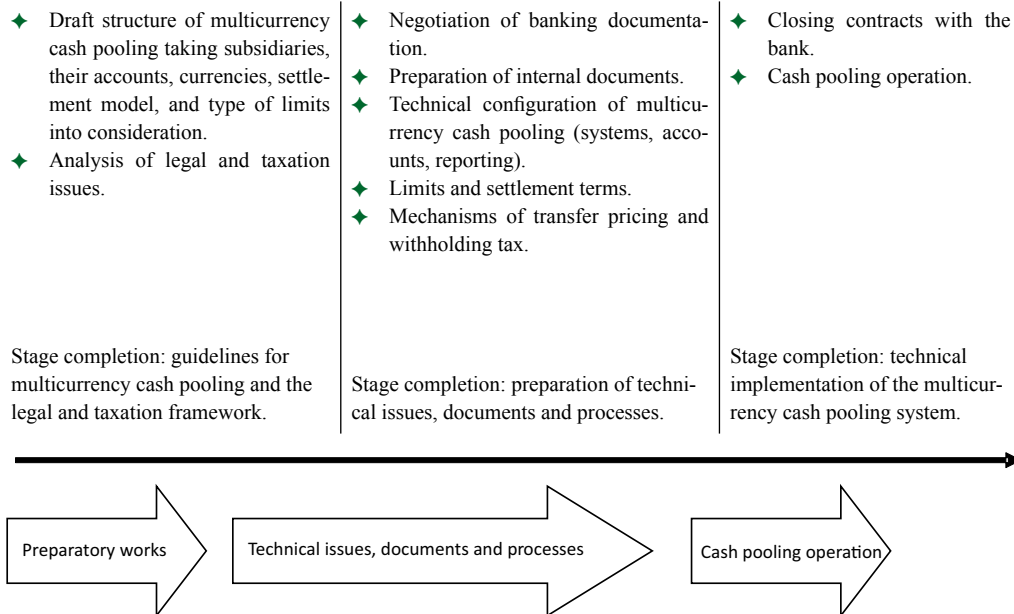 Draft structure of multicurrency
cash pooling taking subsidiaries,
their accounts, currencies, settle-
ment model, and type of limits
into consideration.
Analysis of legal and taxation
issues.
Stage completion: guidelines for
multicurrency cash pooling and the
legal and taxation framework.
Negotiation of banking documenta-
tion.
Preparation of internal documents.
Technical configuration of multicu-
rrency cash pooling (systems, acco-
unts, reporting).
Limits and settlement terms.
Mechanisms of transfer pricing and
withholding tax.
Stage completion: preparation of techni-
cal issues, documents and processes.
Closing contracts with the
bank.
Cash pooling operation.
Stage completion: technical
implementation of the multicur-
rency cash pooling system.
Preparatory works
Technical issues, documents and processes
Cash pooling operation